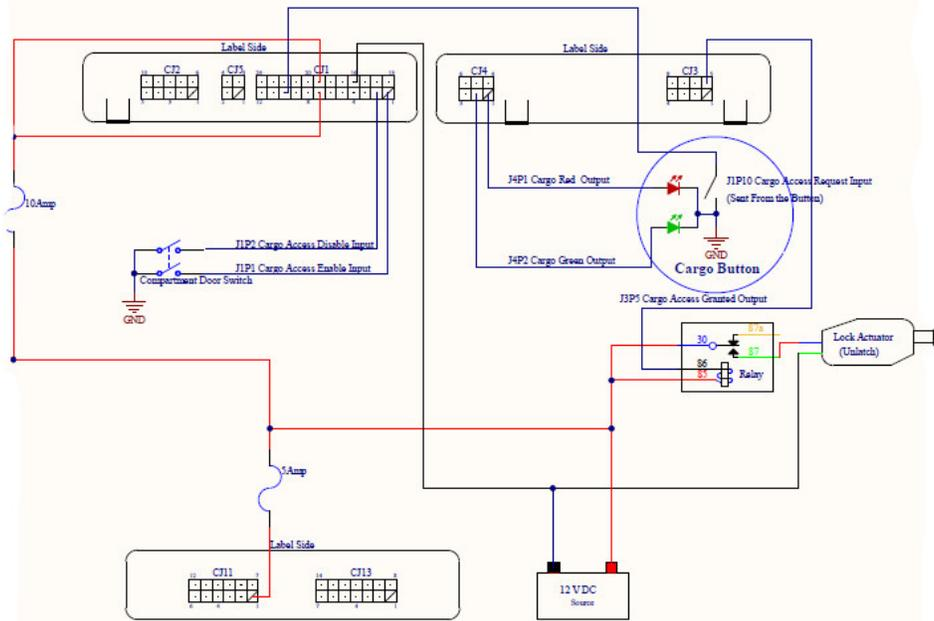 Label Side
Label Side
CJ2
CJ5
CJ1
CJ4
CJ3
10Amp
J4P1 Cargo Red Output
J1P10 Cargo Access Request Input
(Sent From the Button)
J1P2 Cargo Access Disable Input
J1P1 Cargo Access Enable Input
Compartment Door Switch
GND
J4P2 Cargo Green Output
GND
Cargo Button
J3P5 Cargo Access Granted Output
87a
30
87
86
85
Relay
Lock Actuator
(Unlatch)
5Amp
Label Side
CJ11
CJ13
12 V DC
Source